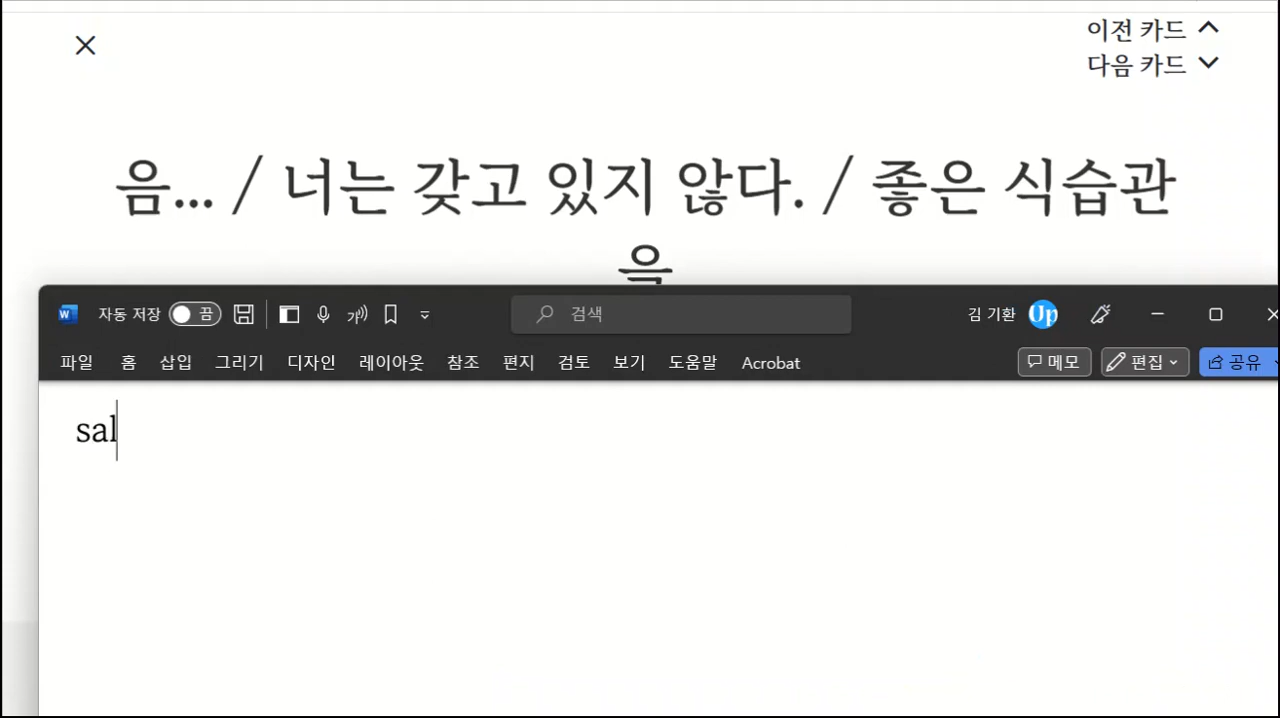 이전 카드
다음 카드
음... / 너는 갖고 있지 않다. / 좋은 식습관
을
자동 저장 끔 가 검색 김 기환 Up
파일 홈 삽입 그리기 디자인 레이아웃 참조 편지 검토 보기 도움말 Acrobat 메모 편집 공유
sal